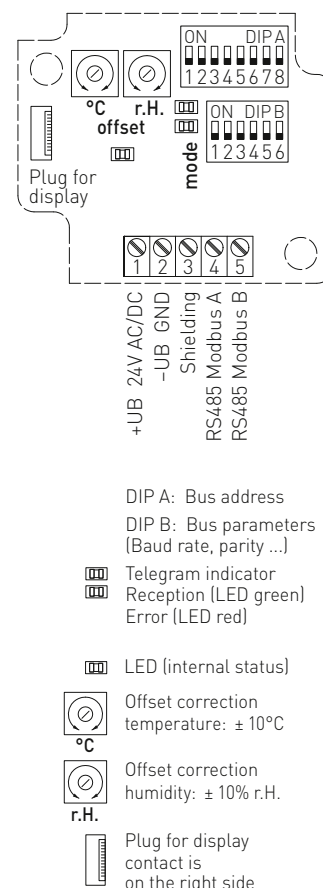 ON DIP A
1 2 3 4 5 6 7 8
°C r.H.
offset
ON DIP B
1 2 3 4 5 6
mode
Plug for
display
1 2 3 4 5
+UB 24V AC/DC
–UB GND
Shielding
RS485 Modbus A
RS485 Modbus B
DIP A: Bus address
DIP B: Bus parameters
(Baud rate, parity ...)
Telegram indicator
Reception (LED green)
Error (LED red)
LED (internal status)
Offset correction
temperature: ± 10°C
°C
Offset correction
humidity: ± 10% r.H.
r.H.
Plug for display
contact is
on the right side